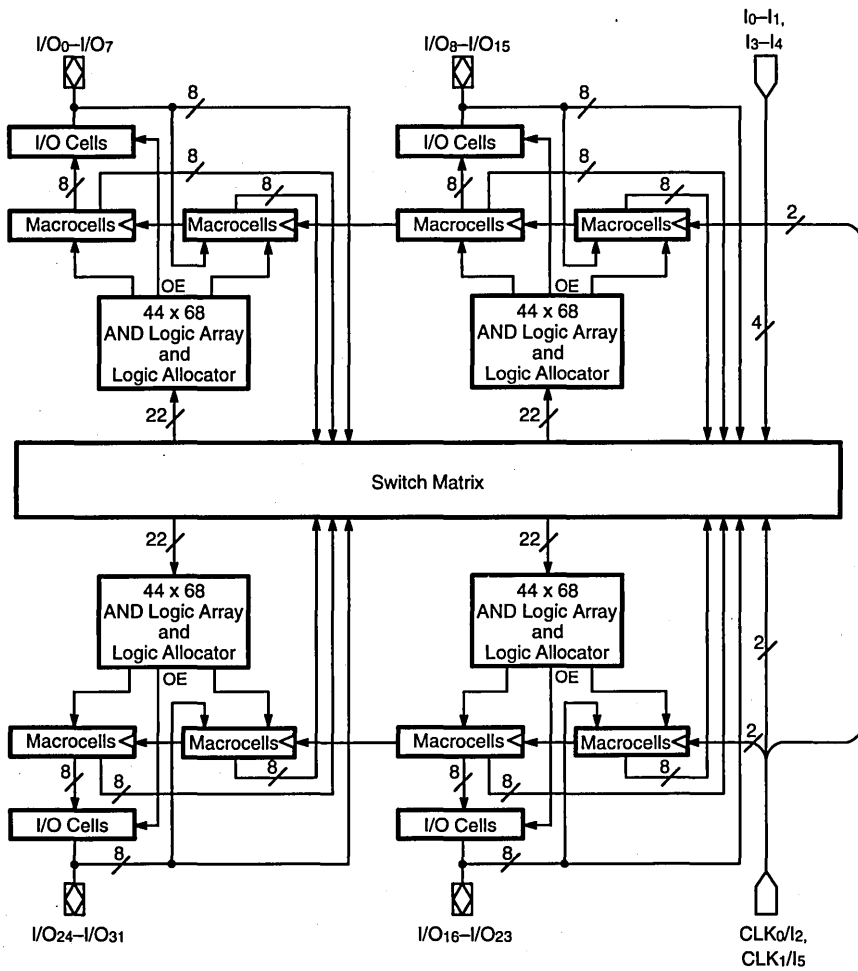 I/O0–I/O7
I/O8–I/O15
I0–I1,
I3–I4
8
8
I/O Cells
I/O Cells
8
8
8
8
8
8
Macrocells
Macrocells
Macrocells
Macrocells
2
OE
OE
44 x 68
AND Logic Array
and
Logic Allocator
44 x 68
AND Logic Array
and
Logic Allocator
4
22
22
Switch Matrix
22
22
44 x 68
AND Logic Array
and
Logic Allocator
44 x 68
AND Logic Array
and
Logic Allocator
2
OE
OE
Macrocells
Macrocells
Macrocells
Macrocells
2
8
8
8
8
8
8
I/O Cells
I/O Cells
8
8
I/O24–I/O31
I/O16–I/O23
CLK0/I2,
CLK1/I5